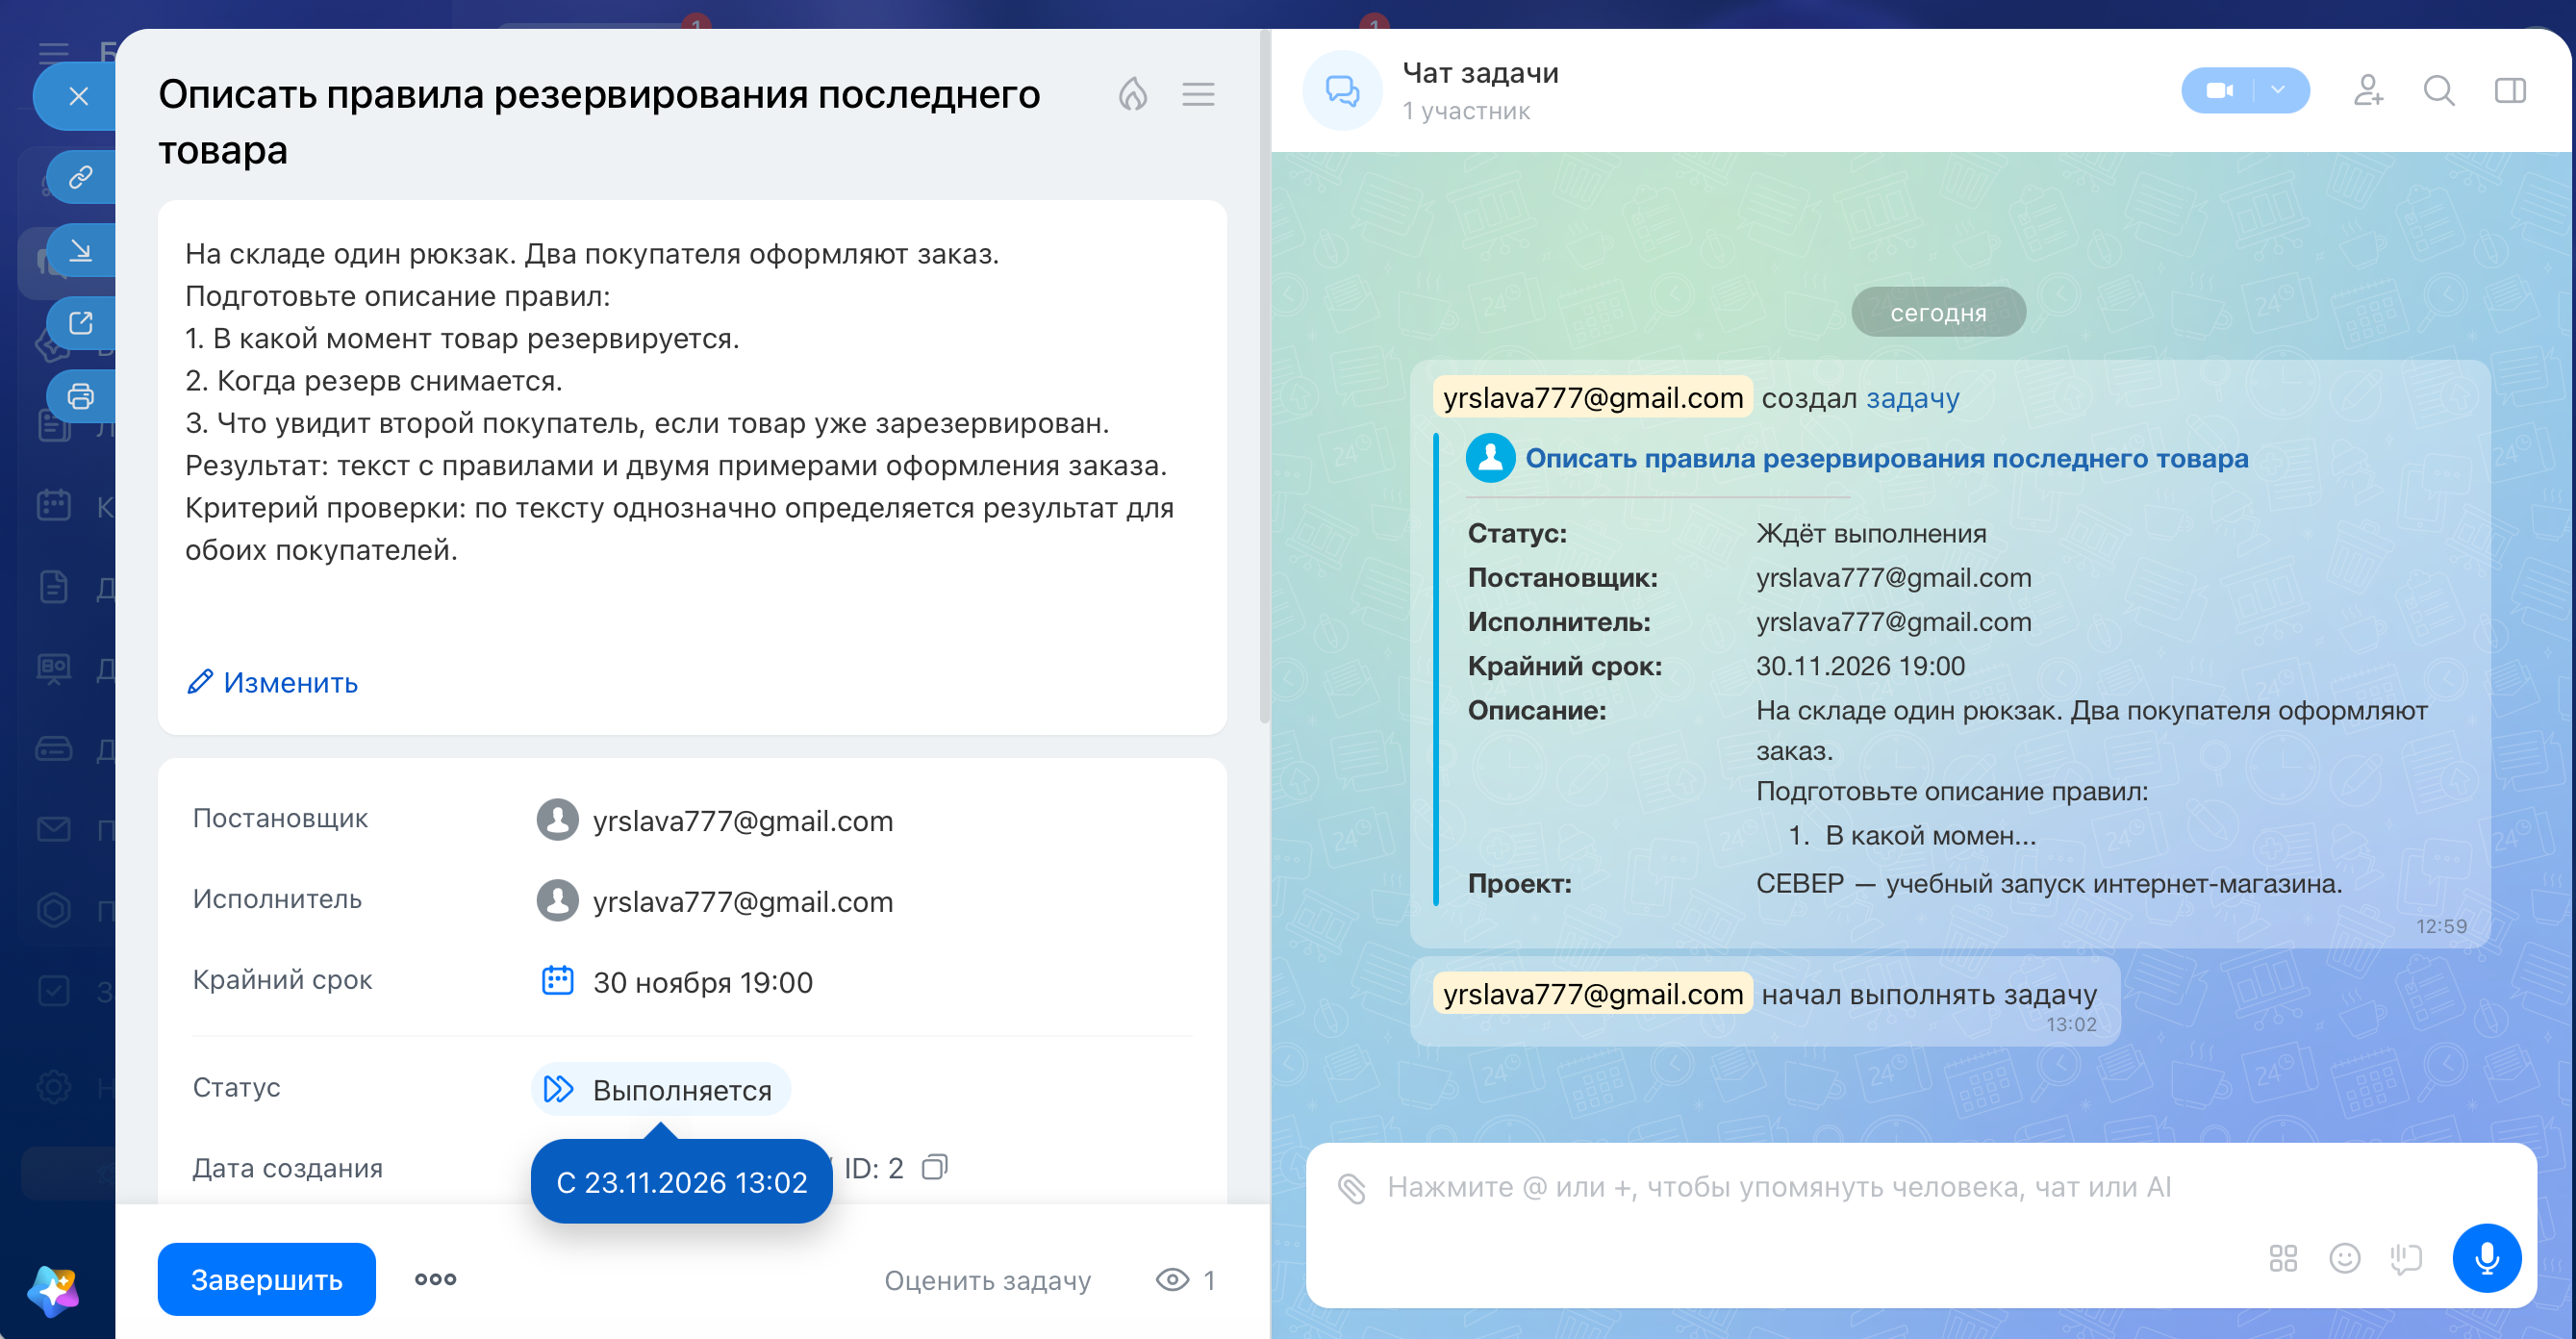 Описать правила резервирования последнего
товара
На складе один рюкзак. Два покупателя оформляют заказ.
Подготовьте описание правил:
1. В какой момент товар резервируется.
2. Когда резерв снимается.
3. Что увидит второй покупатель, если товар уже зарезервирован.
Результат: текст с правилами и двумя примерами оформления заказа.
Критерий проверки: по тексту однозначно определяется результат для
обоих покупателей.
Изменить
Постановщик yrslava777@gmail.com
Исполнитель yrslava777@gmail.com
Крайний срок 30 ноября 19:00
Статус Выполняется
Дата создания ID: 2
С 23.11.2026 13:02
Завершить Оценить задачу 1
Чат задачи
1 участник
сегодня
yrslava777@gmail.com создал задачу
Описать правила резервирования последнего товара
Статус: Ждёт выполнения
Постановщик: yrslava777@gmail.com
Исполнитель: yrslava777@gmail.com
Крайний срок: 30.11.2026 19:00
Описание: На складе один рюкзак. Два покупателя оформляют
заказ.
Подготовьте описание правил:
1. В какой момен...
Проект: СЕВЕР — учебный запуск интернет-магазина.
12:59
yrslava777@gmail.com начал выполнять задачу
13:02
Нажмите @ или +, чтобы упомянуть человека, чат или AI